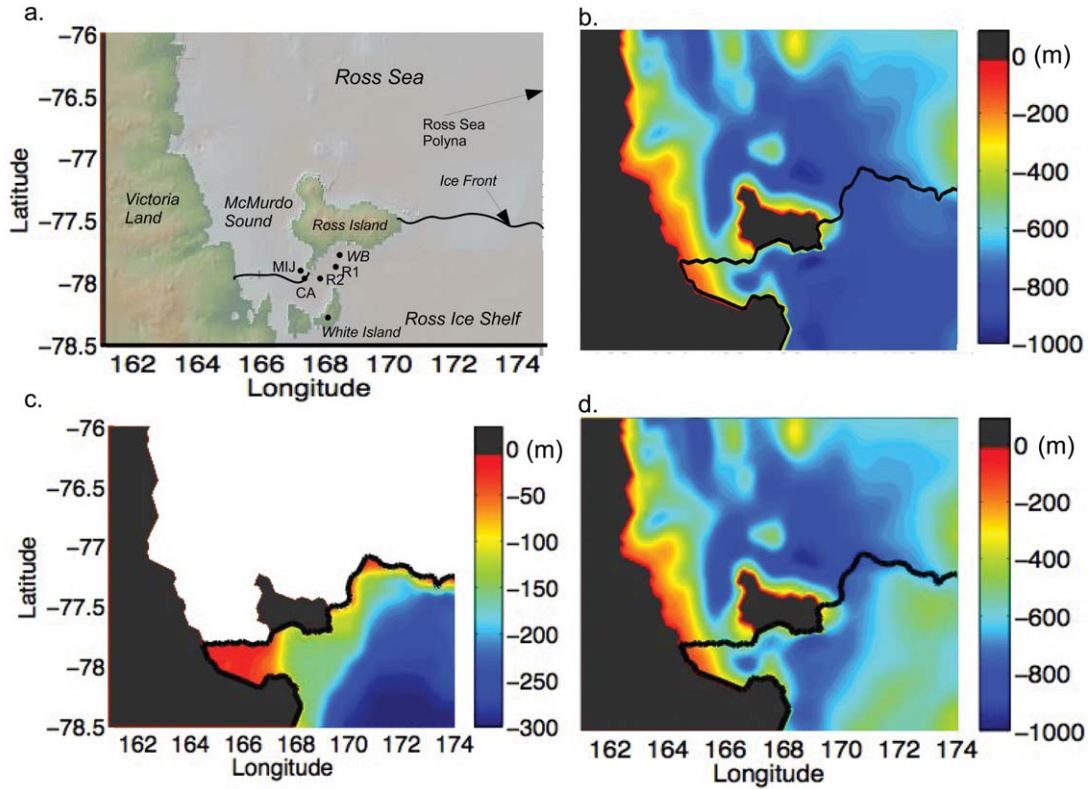 a.
-76
-76.5
-77
-77.5
-78
-78.5
Latitude
Ross Sea
Ross Sea
Polyna
Ice Front
Victoria
Land
McMurdo
Sound
Ross Island
WB
MIJ
R1
R2
CA
White Island
Ross Ice Shelf
162 164 166 168 170 172 174
Longitude
b.
0 (m)
-200
-400
-600
-800
-1000
c.
-76
-76.5
-77
-77.5
-78
-78.5
Latitude
162 164 166 168 170 172 174
Longitude
0 (m)
-50
-100
-150
-200
-250
-300
d.
162 164 166 168 170 172 174
Longitude
0 (m)
-200
-400
-600
-800
-1000